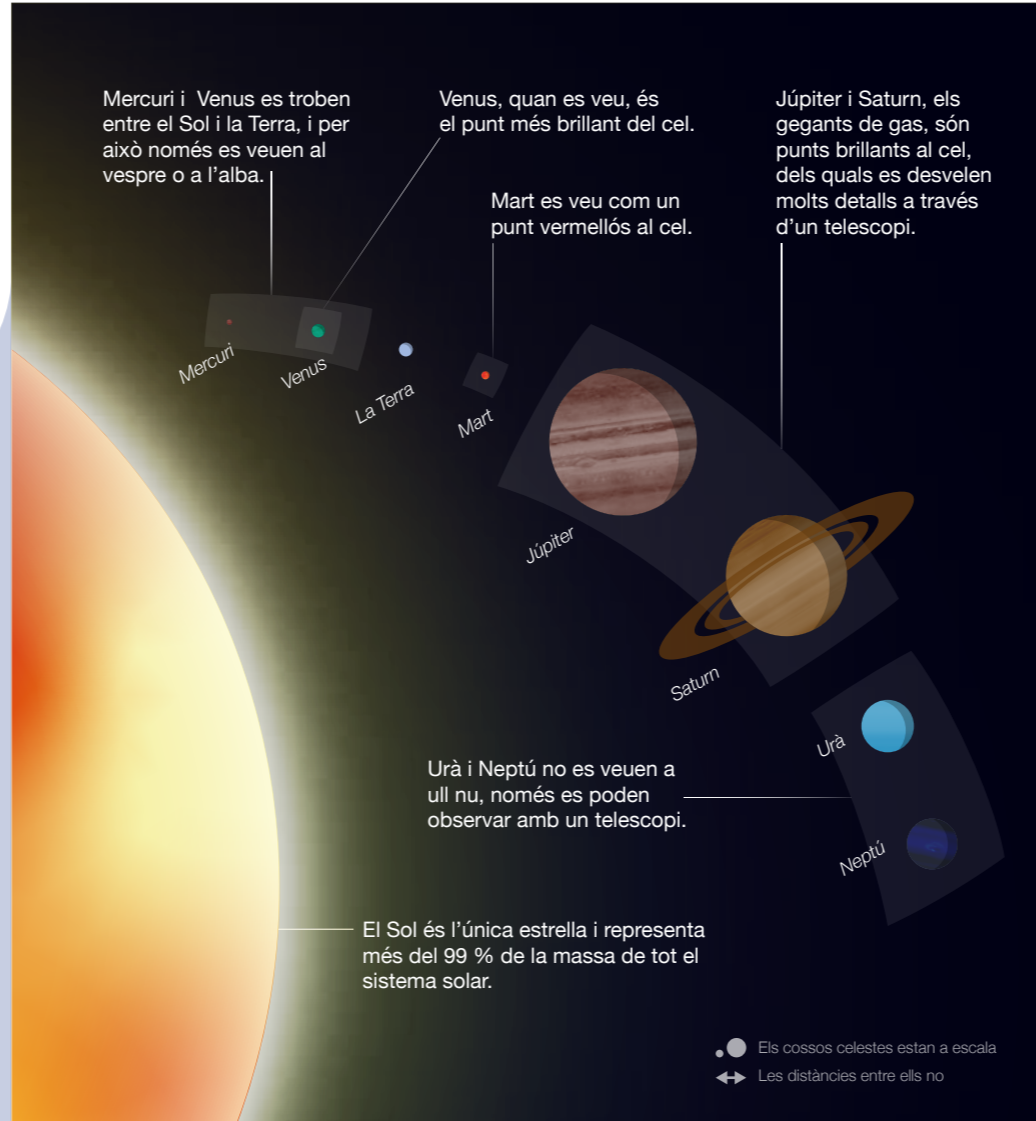 Mercuri i  Venus es troben
entre el Sol i la Terra, i per
això només es veuen al
vespre o a l’alba.
Venus, quan es veu, és
el punt més brillant del cel.
Mart es veu com un
punt vermellós al cel.
Júpiter i Saturn, els
gegants de gas, són
punts brillants al cel,
dels quals es desvelen
molts detalls a través
d’un telescopi.
Mercuri
Venus
La Terra
Mart
Júpiter
Saturn
Urà
Neptú
Urà i Neptú no es veuen a
ull nu, només es poden
observar amb un telescopi.
El Sol és l’única estrella i representa
més del 99 % de la massa de tot el
sistema solar.
Els cossos celestes estan a escala
Les distàncies entre ells no